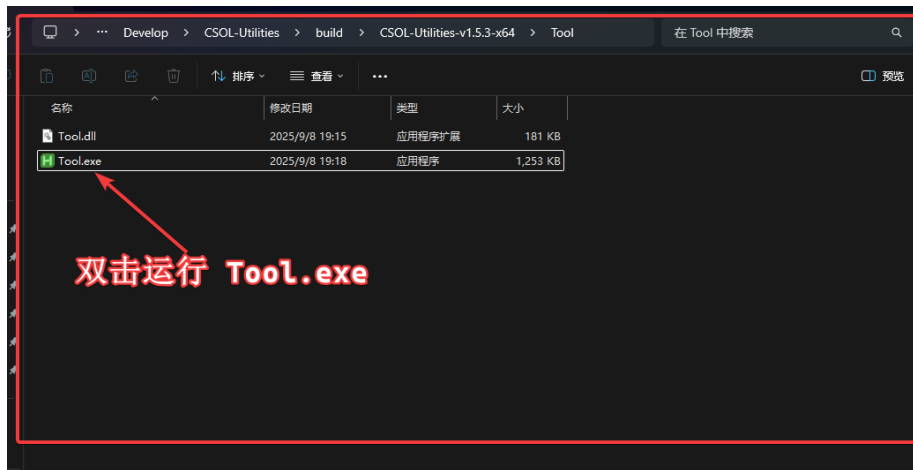 Develop > CSOL-Utilities > build > CSOL-Utilities-v1.5.3-x64 > Tool 在 Tool 中搜索
排序 查看 ··· 预览
名称 修改日期 类型 大小
Tool.dll 2025/9/8 19:15 应用程序扩展 181 KB
Tool.exe 2025/9/8 19:18 应用程序 1,253 KB
双击运行 Tool.exe